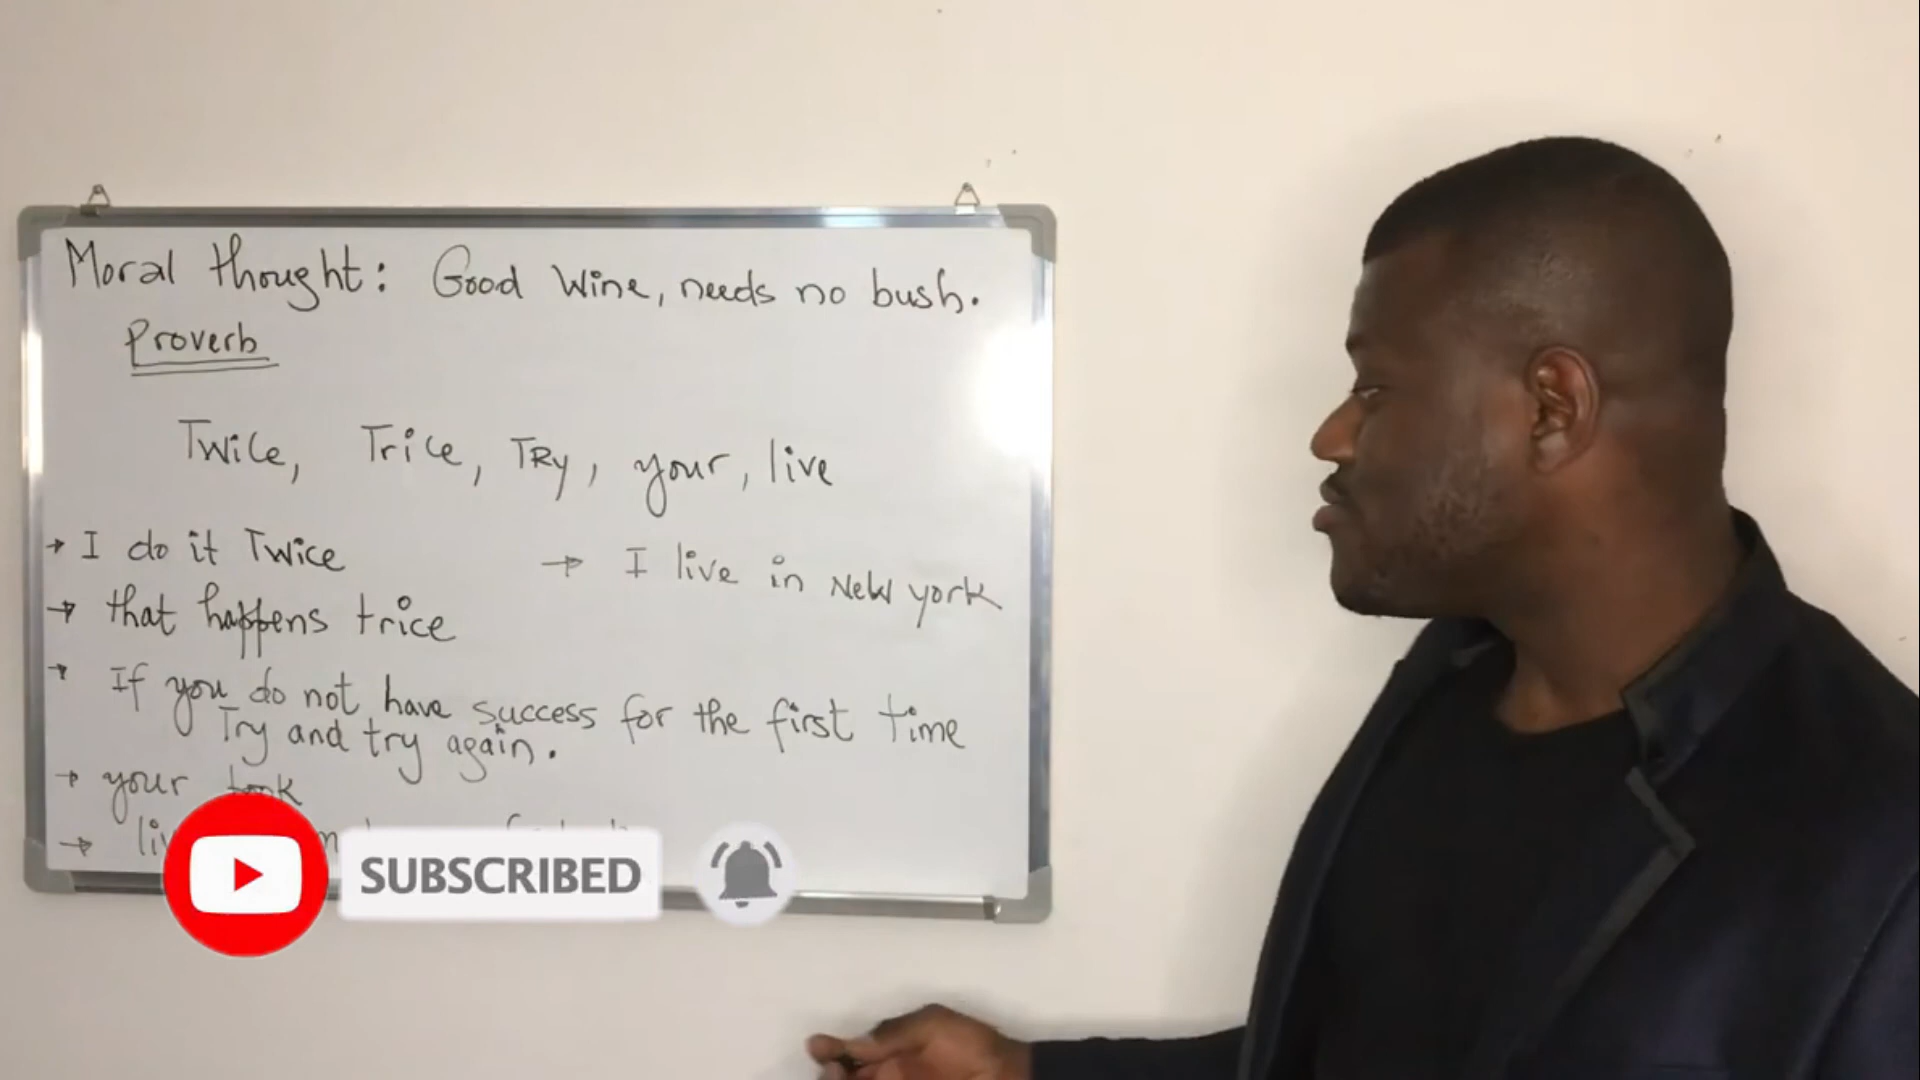 Moral thought: Good Wine, needs no bush.
Proverb
Twice, Trice, TRy, your, live
→ I do it Twice
→ I live in New york
→ that happens trice
→ If you do not have success for the first time
Try and try again.
→ your
SUBSCRIBED